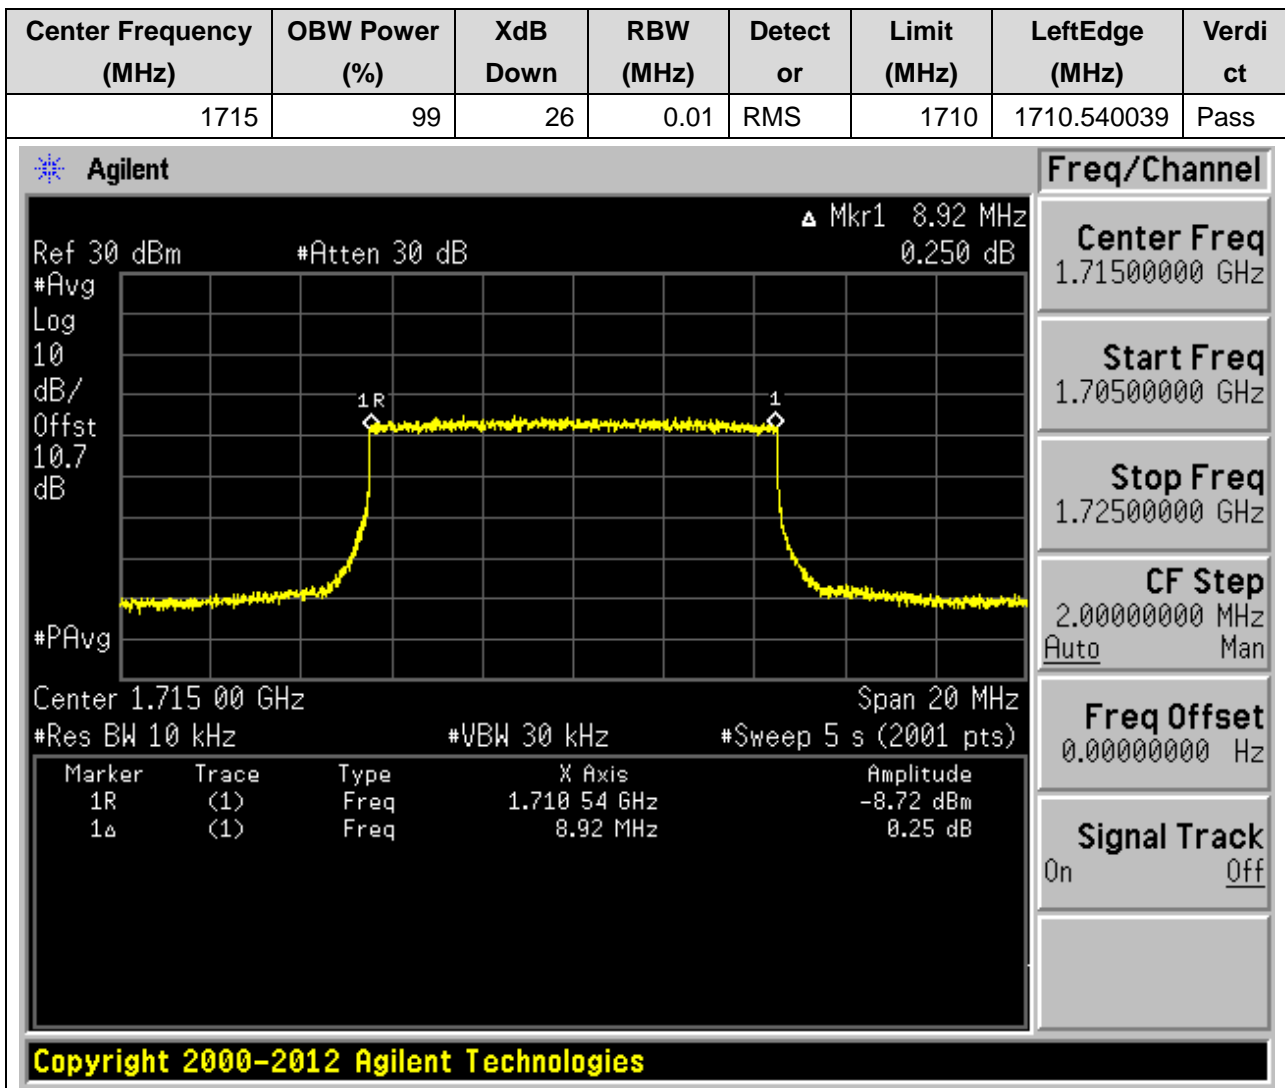 Center Frequency (MHz) OBW Power (%) XdB Down RBW (MHz) Detect or Limit (MHz) LeftEdge (MHz) Verdi ct
1715 99 26 0.01 RMS 1710 1710.540039 Pass
Agilent
Freq/Channel
Δ Mkr1 8.92 MHz
Ref 30 dBm #Atten 30 dB 0.250 dB
#Avg
Log
10
dB/
Offst
10.7
dB
1R
1
#PAvg
Center 1.715 00 GHz Span 20 MHz
#Res BW 10 kHz #VBW 30 kHz #Sweep 5 s (2001 pts)
Marker Trace Type X Axis Amplitude
1R (1) Freq 1.710 54 GHz -8.72 dBm
1Δ (1) Freq 8.92 MHz 0.25 dB
Center Freq
1.71500000 GHz
Start Freq
1.70500000 GHz
Stop Freq
1.72500000 GHz
CF Step
2.00000000 MHz
Auto Man
Freq Offset
0.00000000 Hz
Signal Track
On Off
Copyright 2000-2012 Agilent Technologies